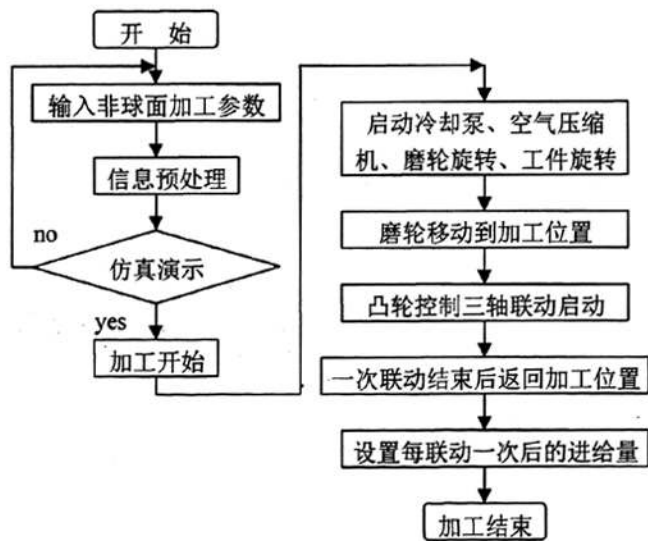 开 始
输入非球面加工参数
信息预处理
no
仿真演示
yes
加工开始
启动冷却泵、空气压缩
机、磨轮旋转、工件旋转
磨轮移动到加工位置
凸轮控制三轴联动启动
一次联动结束后返回加工位置
设置每联动一次后的进给量
加工结束